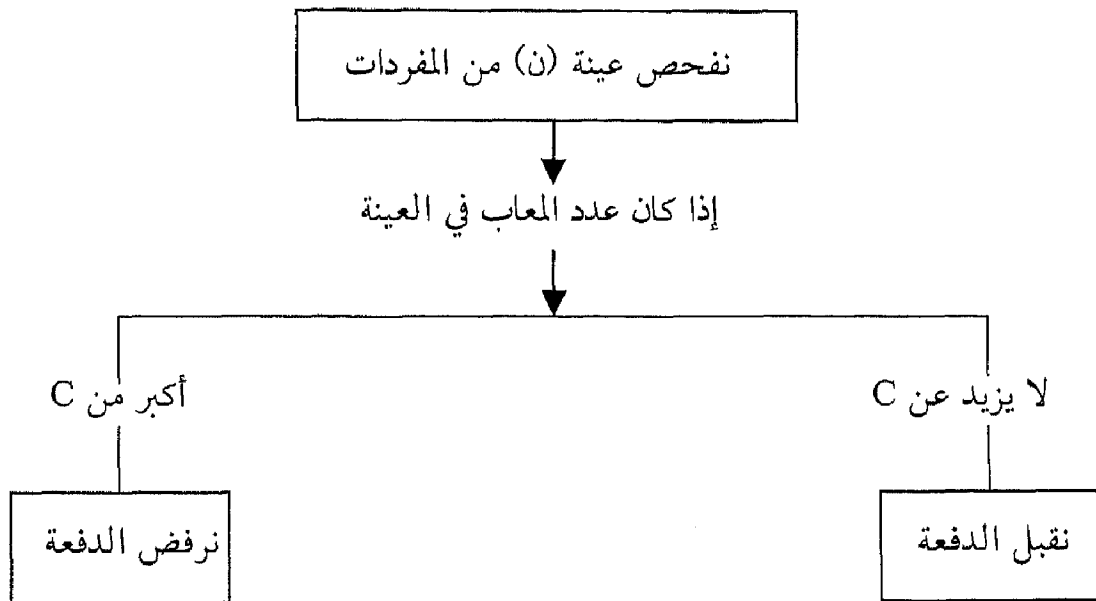 نفحص عينة (ن) من المفردات
إذا كان عدد المعاب في العينة
لا يزيد عن C
أكبر من C
نقبل الدفعة
نرفض الدفعة